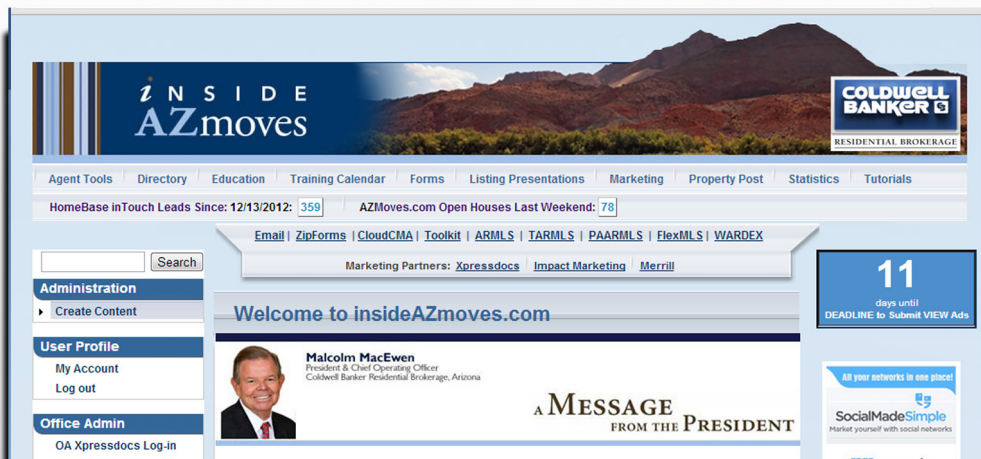 iNSIDE
AZmoves
COLDWELL
BANKER
RESIDENTIAL BROKERAGE
Agent Tools Directory Education Training Calendar Forms Listing Presentations Marketing Property Post Statistics Tutorials
HomeBase inTouch Leads Since: 12/13/2012: 359 AZMoves.com Open Houses Last Weekend: 78
Email | ZipForms | CloudCMA | Toolkit | ARMLS | TARMLS | PAARMLS | FlexMLS | WARDEX
Marketing Partners: Xpressdocs Impact Marketing Merrill
Search
Administration
Create Content
User Profile
My Account
Log out
Office Admin
OA Xpressdocs Log-in
Welcome to insideAZmoves.com
Malcolm MacEwen
President & Chief Operating Officer
Coldwell Banker Residential Brokerage, Arizona
A MESSAGE
FROM THE PRESIDENT
11
days until
DEADLINE to Submit VIEW Ads
All your networks in one place!
SocialMadeSimple
Market yourself with social networks